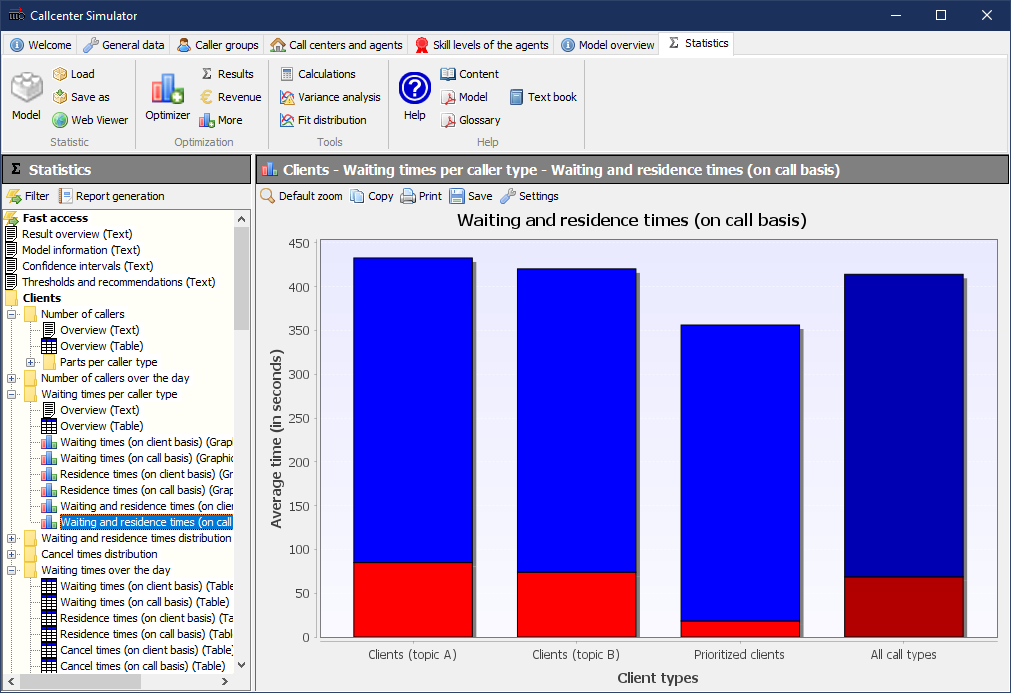 Callcenter Simulator
Welcome General data Caller groups Call centers and agents Skill levels of the agents Model overview Σ Statistics
Model
Load
Save as
Web Viewer
Statistic
Optimizer
Σ Results
€ Revenue
More
Optimization
Calculations
Variance analysis
Fit distribution
Tools
Help
Content
Model
Glossary
Text book
Help
Σ Statistics
Filter Report generation
Fast access
Result overview (Text)
Model information (Text)
Confidence intervals (Text)
Thresholds and recommendations (Text)
Clients
Number of callers
Overview (Text)
Overview (Table)
Parts per caller type
Number of callers over the day
Waiting times per caller type
Overview (Text)
Overview (Table)
Waiting times (on client basis) (Grap
Waiting times (on call basis) (Graphic
Residence times (on client basis) (Gr
Residence times (on call basis) (Grap
Waiting and residence times (on clie
Waiting and residence times (on call
Waiting and residence times distribution
Cancel times distribution
Waiting times over the day
Waiting times (on client basis) (Table
Waiting times (on call basis) (Table)
Residence times (on client basis) (Ta
Residence times (on call basis) (Tabl
Cancel times (on client basis) (Table
Cancel times (on call basis) (Table)
Clients - Waiting times per caller type - Waiting and residence times (on call basis)
Default zoom Copy Print Save Settings
Waiting and residence times (on call basis)
Average time (in seconds)
450
400
350
300
250
200
150
100
50
0
Clients (topic A) Clients (topic B) Prioritized clients All call types
Client types